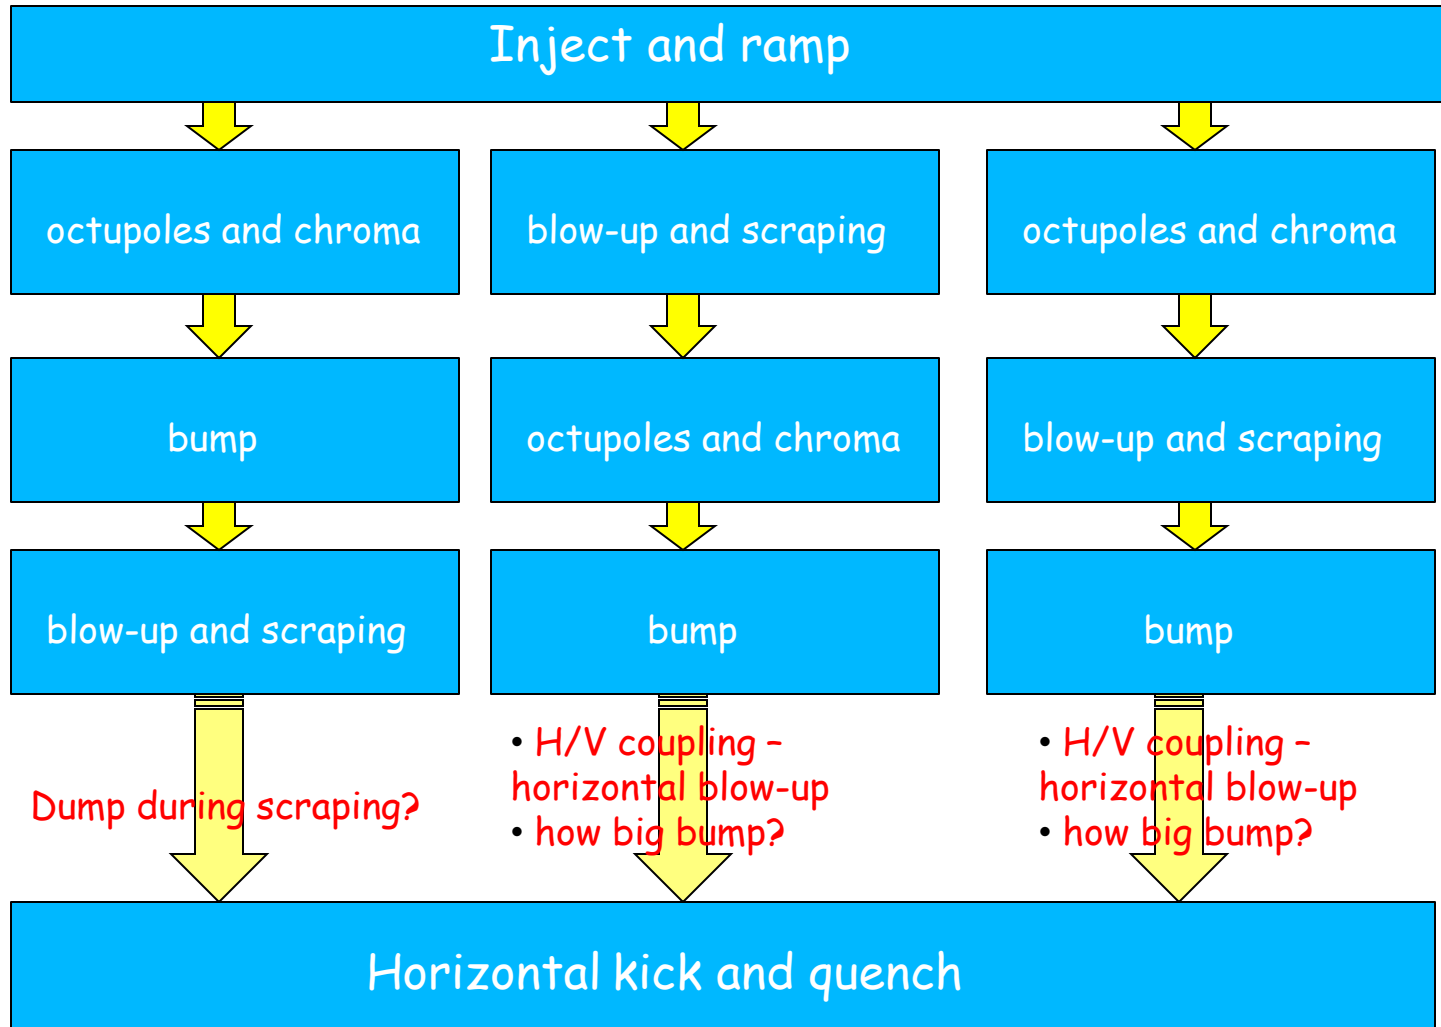 Inject and ramp
octupoles and chroma
blow-up and scraping
octupoles and chroma
bump
octupoles and chroma
blow-up and scraping
blow-up and scraping
bump
bump
Dump during scraping?
• H/V coupling –
horizontal blow-up
• how big bump?
• H/V coupling –
horizontal blow-up
• how big bump?
Horizontal kick and quench